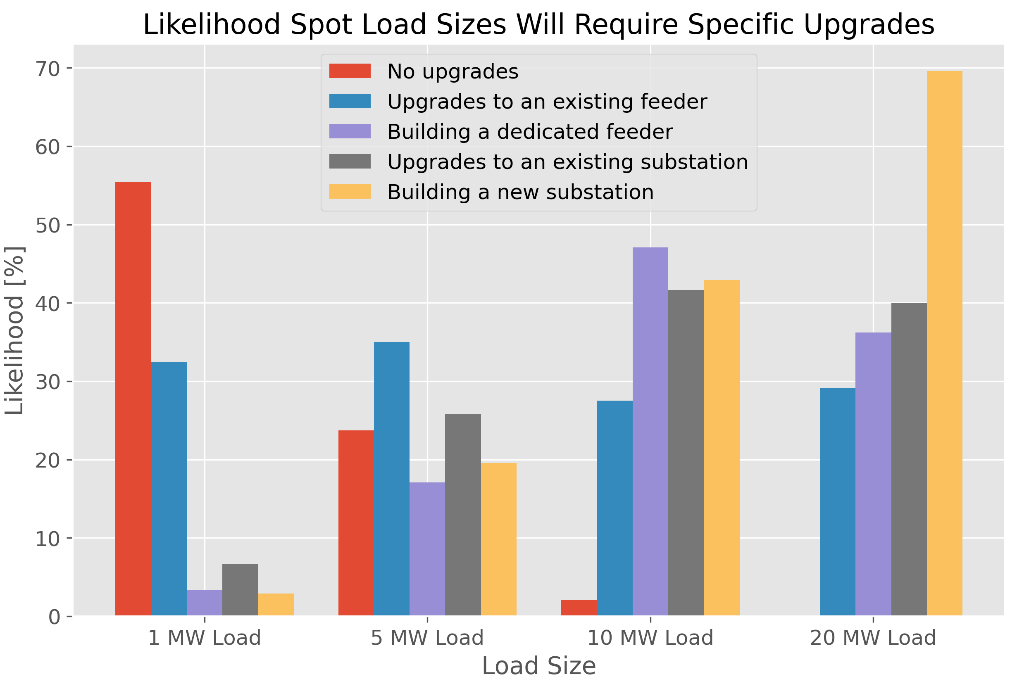 Likelihood Spot Load Sizes Will Require Specific Upgrades
No upgrades
Upgrades to an existing feeder
Building a dedicated feeder
Upgrades to an existing substation
Building a new substation
Likelihood [%]
70
60
50
40
30
20
10
0
1 MW Load
5 MW Load
10 MW Load
20 MW Load
Load Size